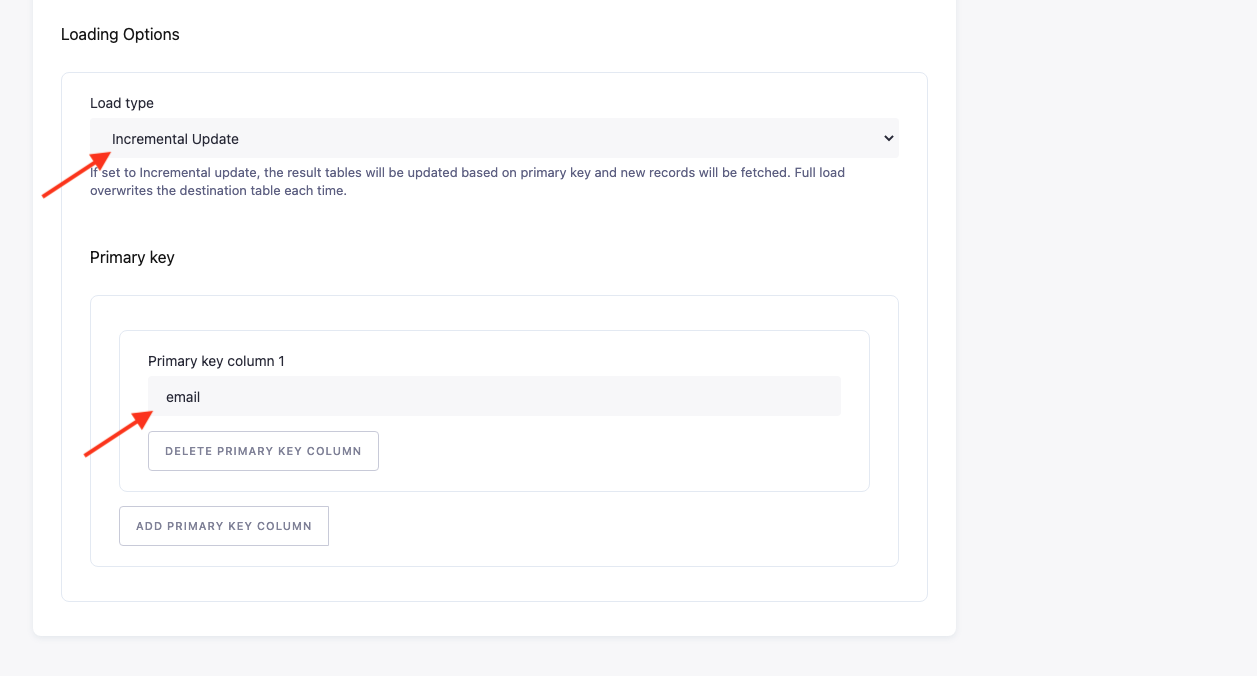 Loading Options
Load type
Incremental Update
If set to Incremental update, the result tables will be updated based on primary key and new records will be fetched. Full load
overwrites the destination table each time.
Primary key
Primary key column 1
email
DELETE PRIMARY KEY COLUMN
ADD PRIMARY KEY COLUMN